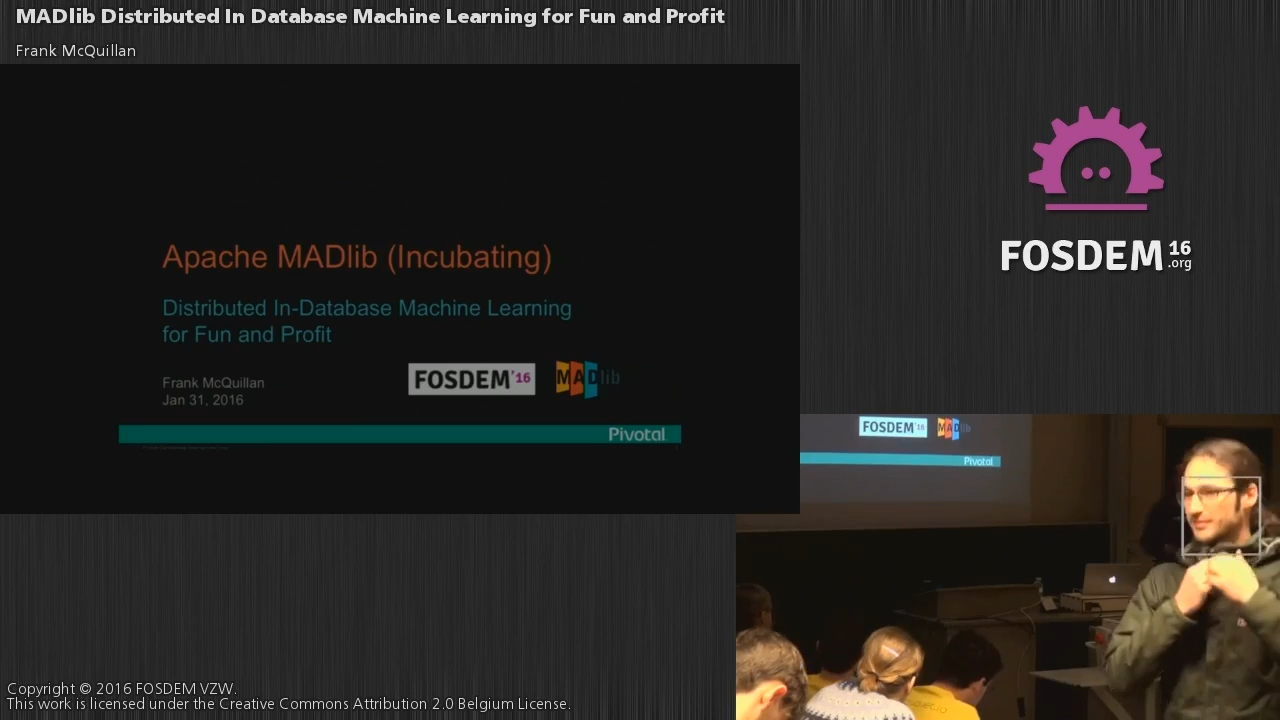 MADlib Distributed In Database Machine Learning for Fun and Profit
Frank McQuillan
Apache MADlib (Incubating)
Distributed In-Database Machine Learning
for Fun and Profit
Frank McQuillan
Jan 31, 2016
FOSDEM'16
MADlib
Pivotal
FOSDEM 16
.org
FOSDEM'16
MADlib
Pivotal
Copyright © 2016 FOSDEM VZW.
This work is licensed under the Creative Commons Attribution 2.0 Belgium License.